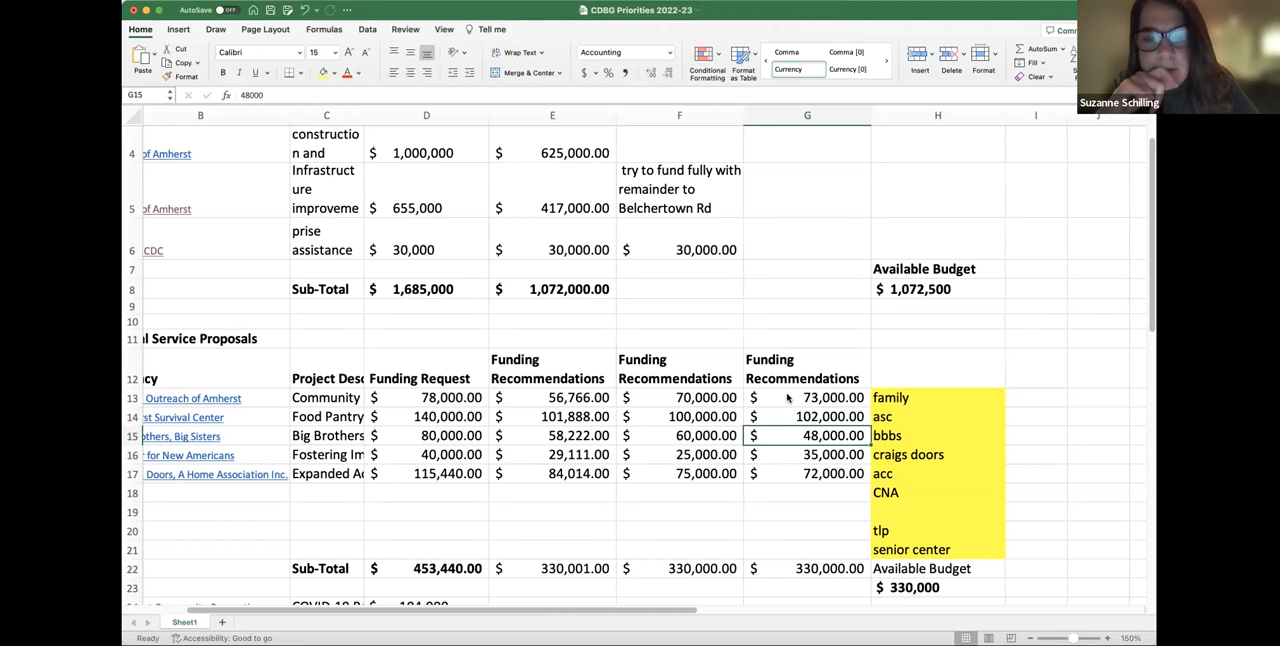 AutoSave OFF
CDBG Priorities 2022-23
Home Insert Draw Page Layout Formulas Data Review View Tell me
Paste
Cut
Copy
Format
Calibri 15
B I U
Wrap Text
Merge & Center
Accounting
$ % ,
Conditional Formatting
Format as Table
Comma Comma [0]
Currency Currency [0]
Insert Delete Format
AutoSum
Fill
Clear
Suzanne Schilling
G15 fx 48000
B C D E F G H I
constructio
4 of Amherst n and $ 1,000,000 $ 625,000.00
Infrastruct try to fund fully with
ure remainder to
5 of Amherst improveme $ 655,000 $ 417,000.00 Belchertown Rd
prise
6 CDC assistance $ 30,000 $ 30,000.00 $ 30,000.00
7 Available Budget
8 Sub-Total $ 1,685,000 $ 1,072,000.00 $ 1,072,500
9
10
11 l Service Proposals
Funding Funding Funding
12 cy Project Desc Funding Request Recommendations Recommendations Recommendations
13 Outreach of Amherst Community $ 78,000.00 $ 56,766.00 $ 70,000.00 $ 73,000.00 family
14 st Survival Center Food Pantry $ 140,000.00 $ 101,888.00 $ 100,000.00 $ 102,000.00 asc
15 others, Big Sisters Big Brothers $ 80,000.00 $ 58,222.00 $ 60,000.00 $ 48,000.00 bbbs
16 for New Americans Fostering Im $ 40,000.00 $ 29,111.00 $ 25,000.00 $ 35,000.00 craigs doors
17 Doors, A Home Association Inc. Expanded Ac $ 115,440.00 $ 84,014.00 $ 75,000.00 $ 72,000.00 acc
18 CNA
19
20 tlp
21 senior center
22 Sub-Total $ 453,440.00 $ 330,001.00 $ 330,000.00 $ 330,000.00 Available Budget
23 $ 330,000
Sheet1
Ready Accessibility: Good to go 150%